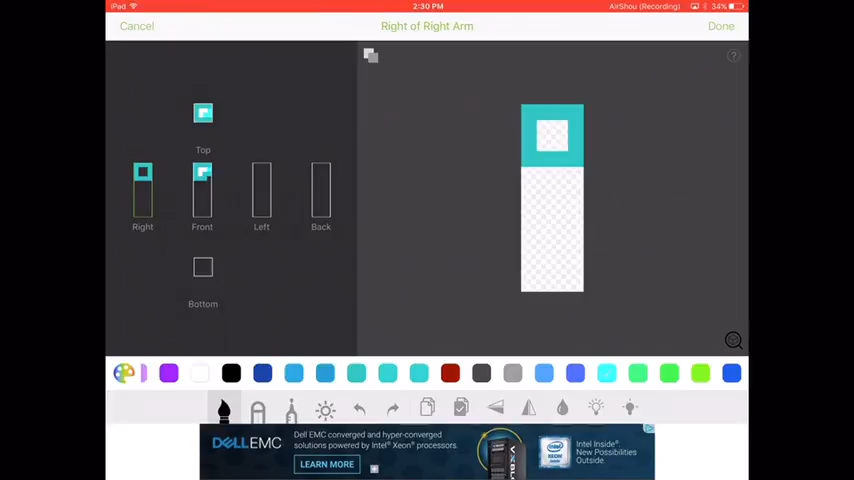 iPad
2:30 PM
AirShou (Recording)
34%
Cancel
Right of Right Arm
Done
?
Top
Right
Front
Left
Back
Bottom
DELLEMC
Dell EMC converged and hyper-converged
solutions powered by Intel® Xeon® processors.
LEARN MORE
Intel Inside®.
New Possibilities
Outside.